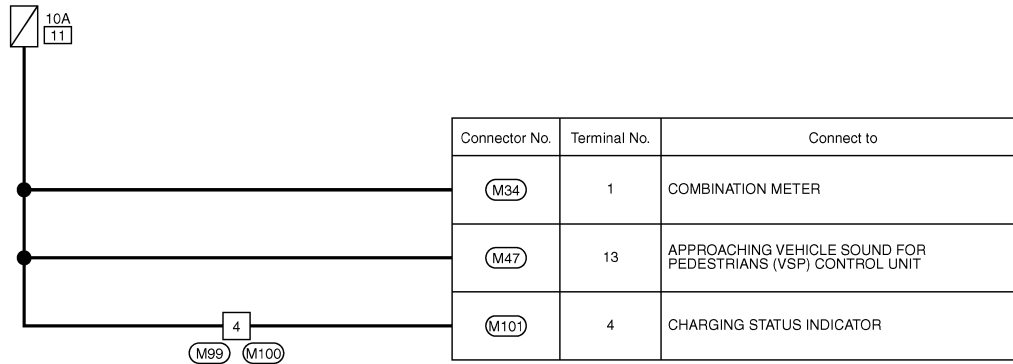 10A
11
Connector No. Terminal No. Connect to
M34 1 COMBINATION METER
M47 13 APPROACHING VEHICLE SOUND FOR
PEDESTRIANS (VSP) CONTROL UNIT
4 M101 4 CHARGING STATUS INDICATOR
M99 M100